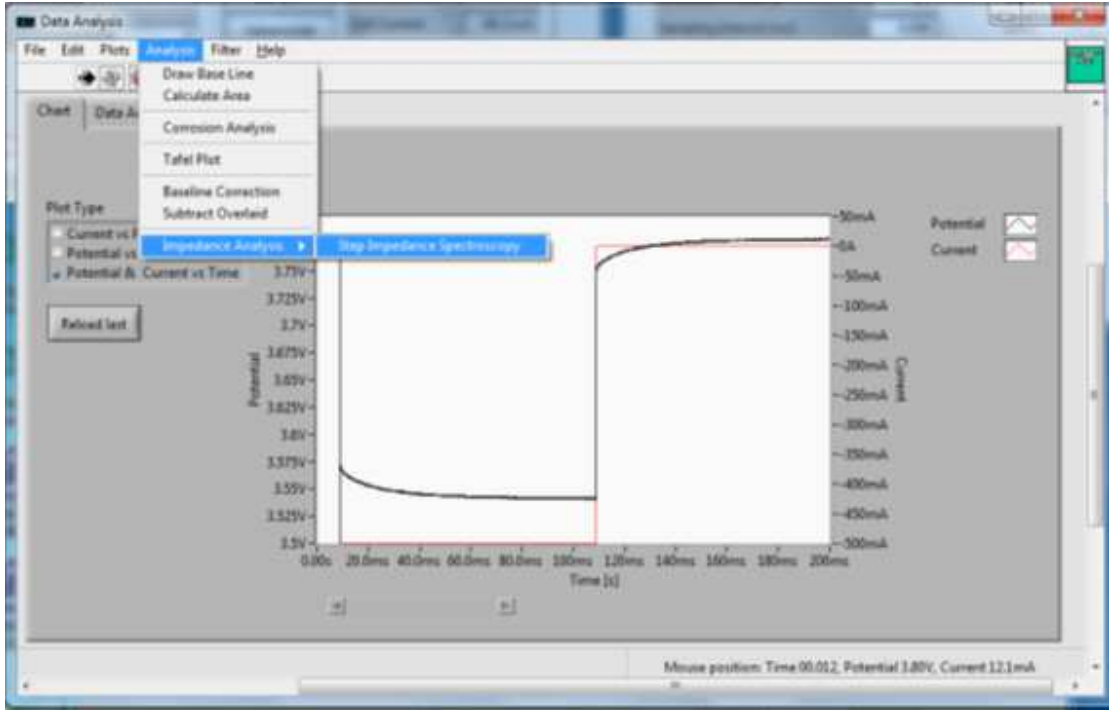 Data Analysis
File Edit Plots Analysis Filter Help
Draw Base Line
Calculate Area
Corrosion Analysis
Tafel Plot
Baseline Correction
Subtract Overlaid
Impedance Analysis
Step Impedance Spectroscopy
Chart Data A
Plot Type
Current vs
Potential vs
Potential & Current vs Time
Reload last
3.75V
3.725V
3.7V
3.675V
3.65V
3.625V
3.6V
3.575V
3.55V
3.525V
3.5V
Potential
0.00s 20.0ms 40.0ms 60.0ms 80.0ms 100ms 120ms 140ms 160ms 180ms 200ms
Time [s]
50mA
0A
-50mA
-100mA
-150mA
-200mA
-250mA
-300mA
-350mA
-400mA
-450mA
-500mA
Current
Potential
Current
Mouse position: Time 00.012, Potential 3.80V, Current 12.1mA